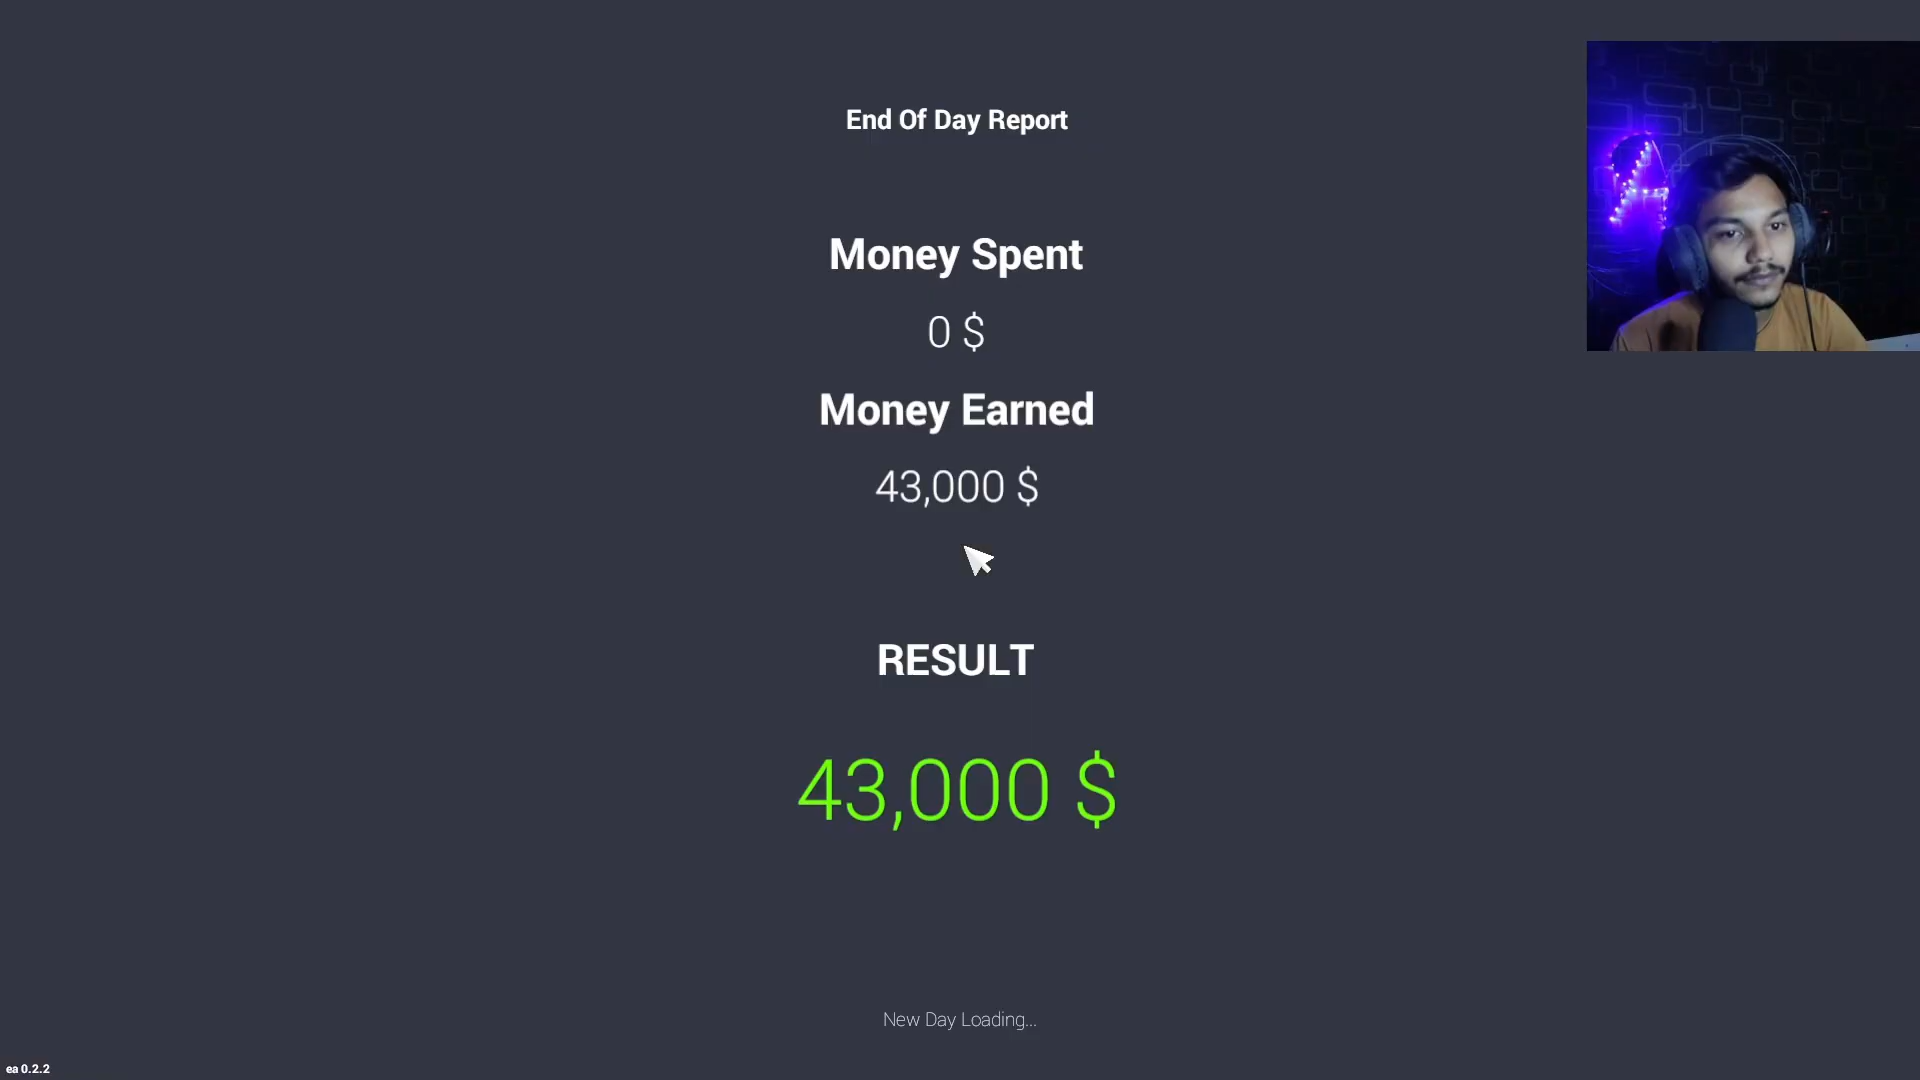 End Of Day Report
Money Spent
0 $
Money Earned
43,000 $
RESULT
43,000 $
New Day Loading...
ea 0.2.2